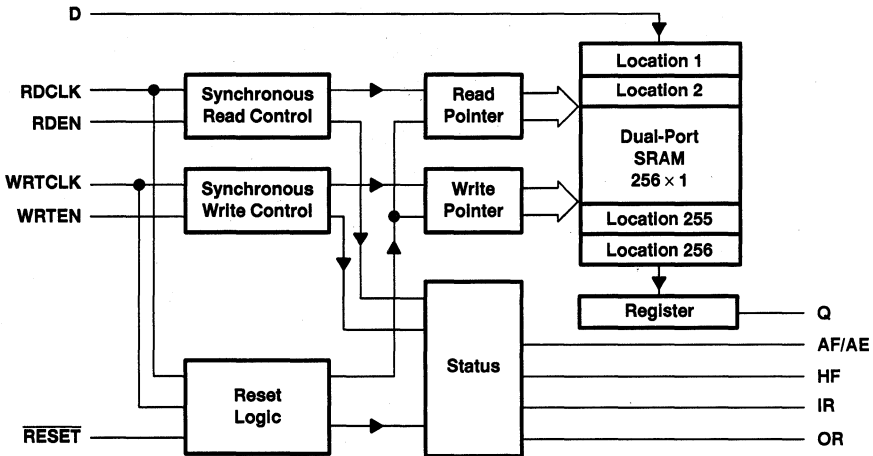 D
RDCLK
RDEN
WRTCLK
WRTEN
RESET
Synchronous
Read Control
Synchronous
Write Control
Reset
Logic
Read
Pointer
Write
Pointer
Status
Location 1
Location 2
Dual-Port
SRAM
256 × 1
Location 255
Location 256
Register
Q
AF/AE
HF
IR
OR